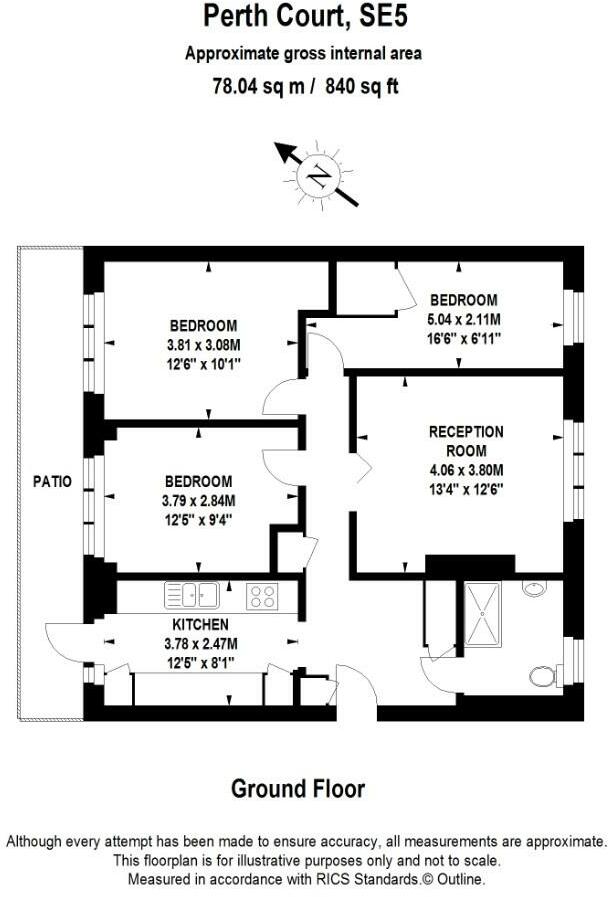 Perth Court, SE5
Approximate gross internal area
78.04 sq m / 840 sq ft
N
BEDROOM
3.81 x 3.08M
12'6" x 10'1"
BEDROOM
5.04 x 2.11M
16'6" x 6'11"
RECEPTION
ROOM
4.06 x 3.80M
13'4" x 12'6"
PATIO
BEDROOM
3.79 x 2.84M
12'5" x 9'4"
KITCHEN
3.78 x 2.47M
12'5" x 8'1"
Ground Floor
Although every attempt has been made to ensure accuracy, all measurements are approximate.
This floorplan is for illustrative purposes only and not to scale.
Measured in accordance with RICS Standards.© Outline.